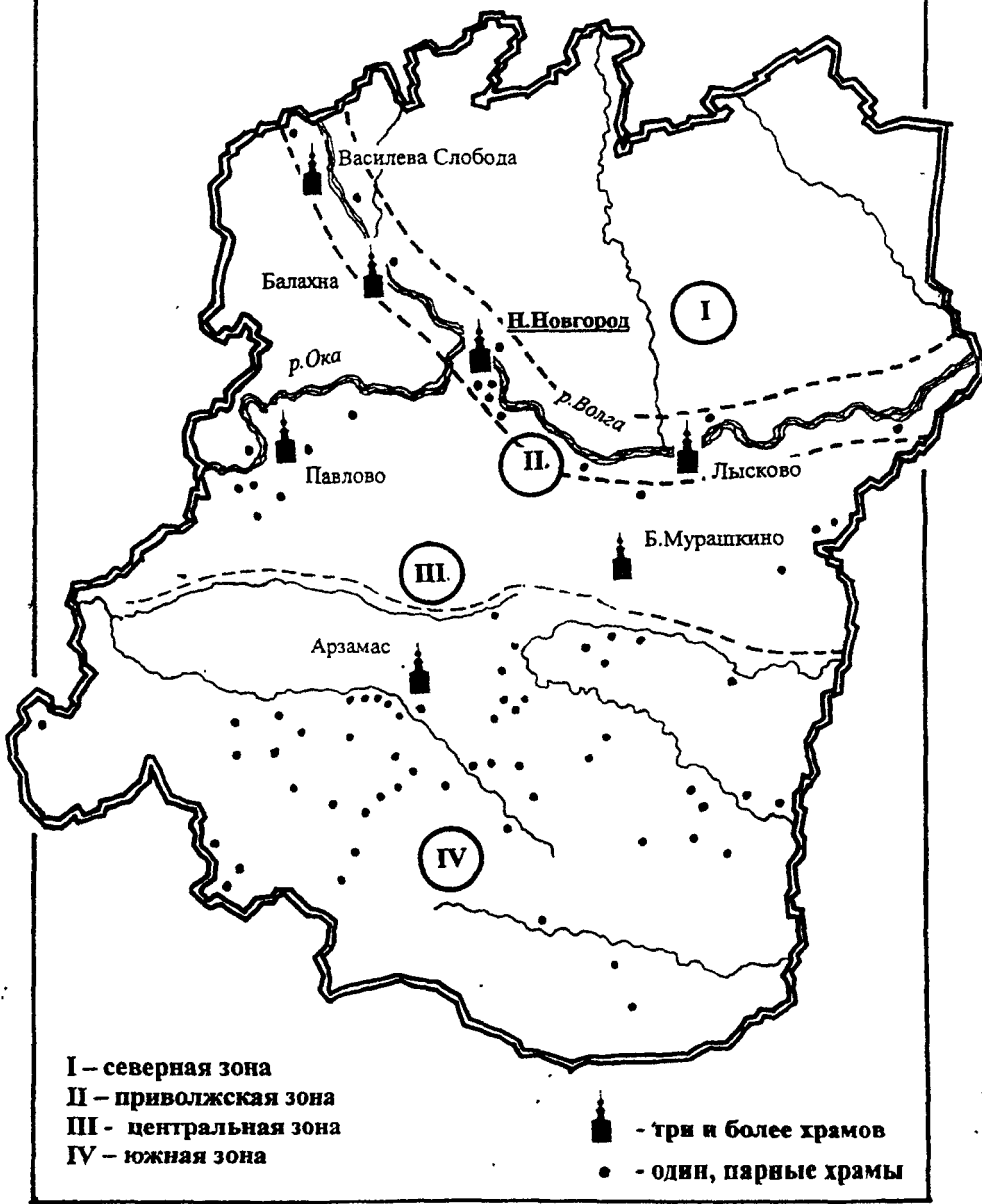 Василева Слобода
Балахна
Н.Новгород
I
р.Ока
р.Волга
II.
Павлово
Лысково
Б.Мурашкино
III.
Арзамас
IV
I – северная зона
II – приволжская зона
III - центральная зона
IV – южная зона
- три и более храмов
- один, парные храмы